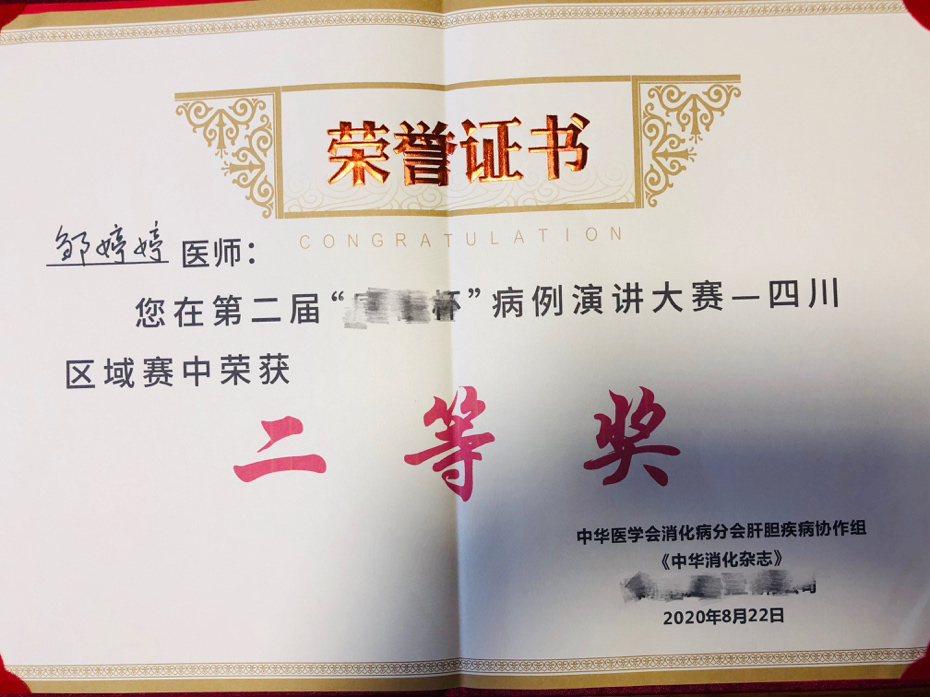 荣誉证书
CONGRATULATION
邹婷婷 医师：
您在第二届“杯”病例演讲大赛—四川
区域赛中荣获
二等奖
中华医学会消化病分会肝胆疾病协作组
《中华消化杂志》
公司
2020年8月22日